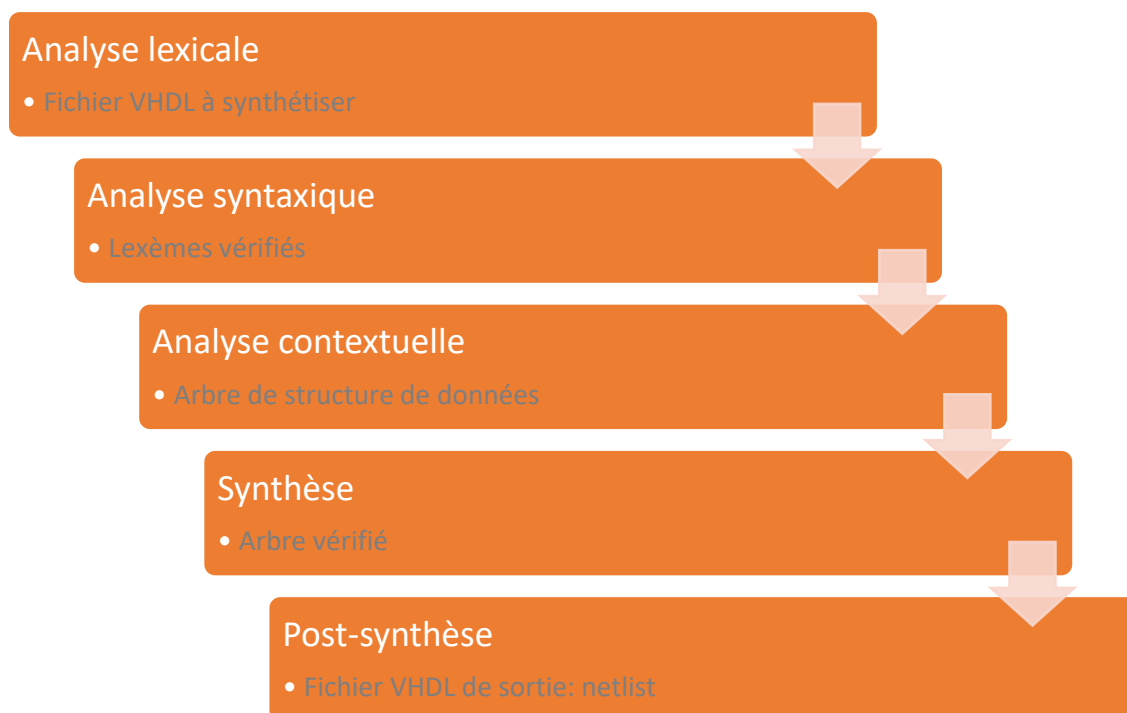 Analyse lexicale
• Fichier VHDL à synthétiser
Analyse syntaxique
• Lexèmes vérifiés
Analyse contextuelle
• Arbre de structure de données
Synthèse
• Arbre vérifié
Post-synthèse
• Fichier VHDL de sortie: netlist